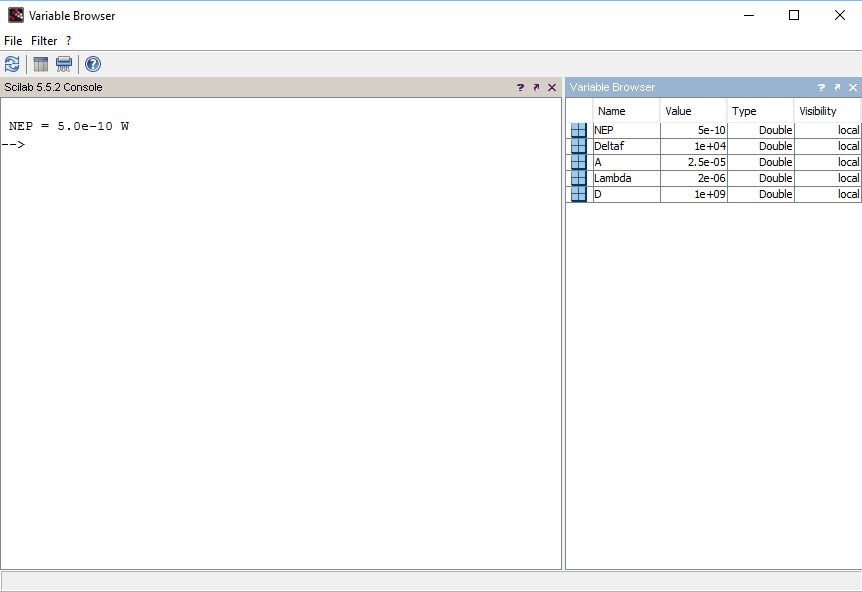 Variable Browser
File Filter ?
Scilab 5.5.2 Console
NEP = 5.0e-10 W
-->
Variable Browser
Name Value Type Visibility
NEP 5e-10 Double local
Deltaf 1e+04 Double local
A 2.5e-05 Double local
Lambda 2e-06 Double local
D 1e+09 Double local